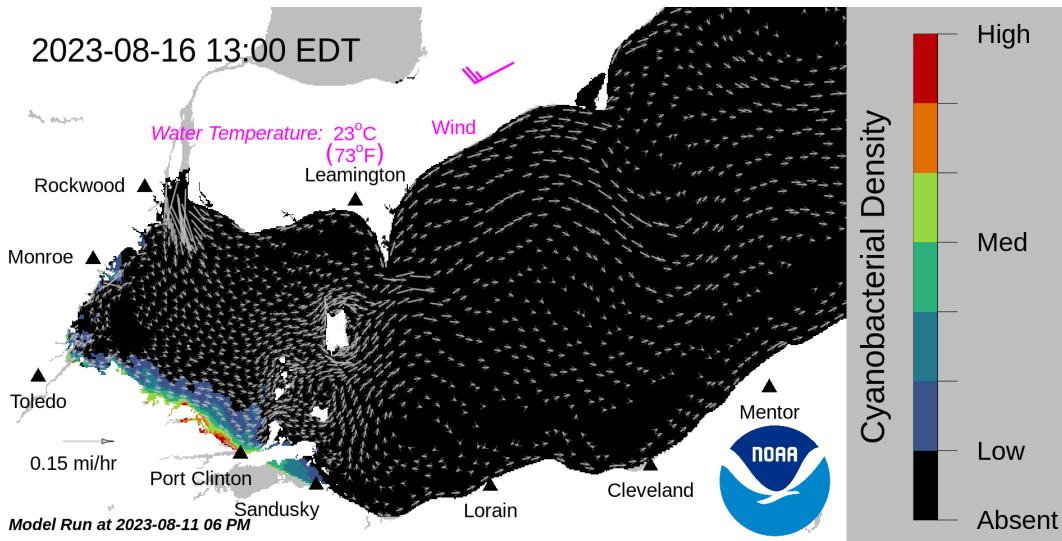 2023-08-16 13:00 EDT
High
Wind
Water Temperature: 23°C
(73°F)
Leamington
Rockwood
Cyanobacterial Density
Med
Monroe
Toledo
Mentor
NOAA
0.15 mi/hr
Port Clinton
Low
Cleveland
Sandusky
Lorain
Model Run at 2023-08-11 06 PM
Absent